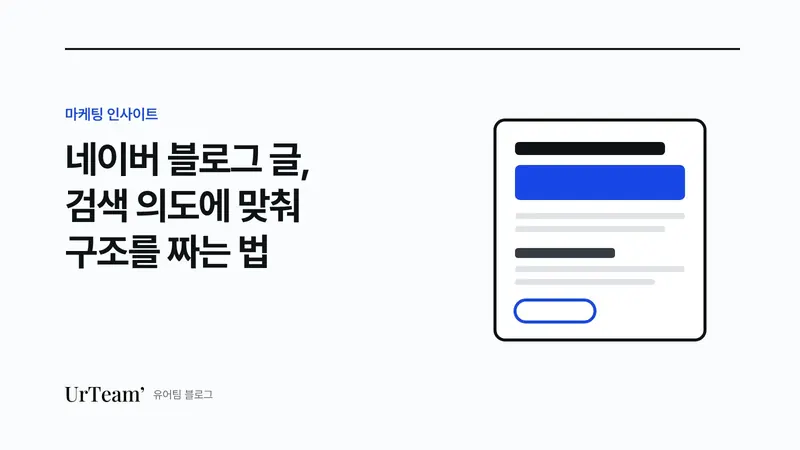 마케팅 인사이트
네이버 블로그 글,
검색 의도에 맞춰
구조를 짜는 법
UrTeam’ 유어팀 블로그